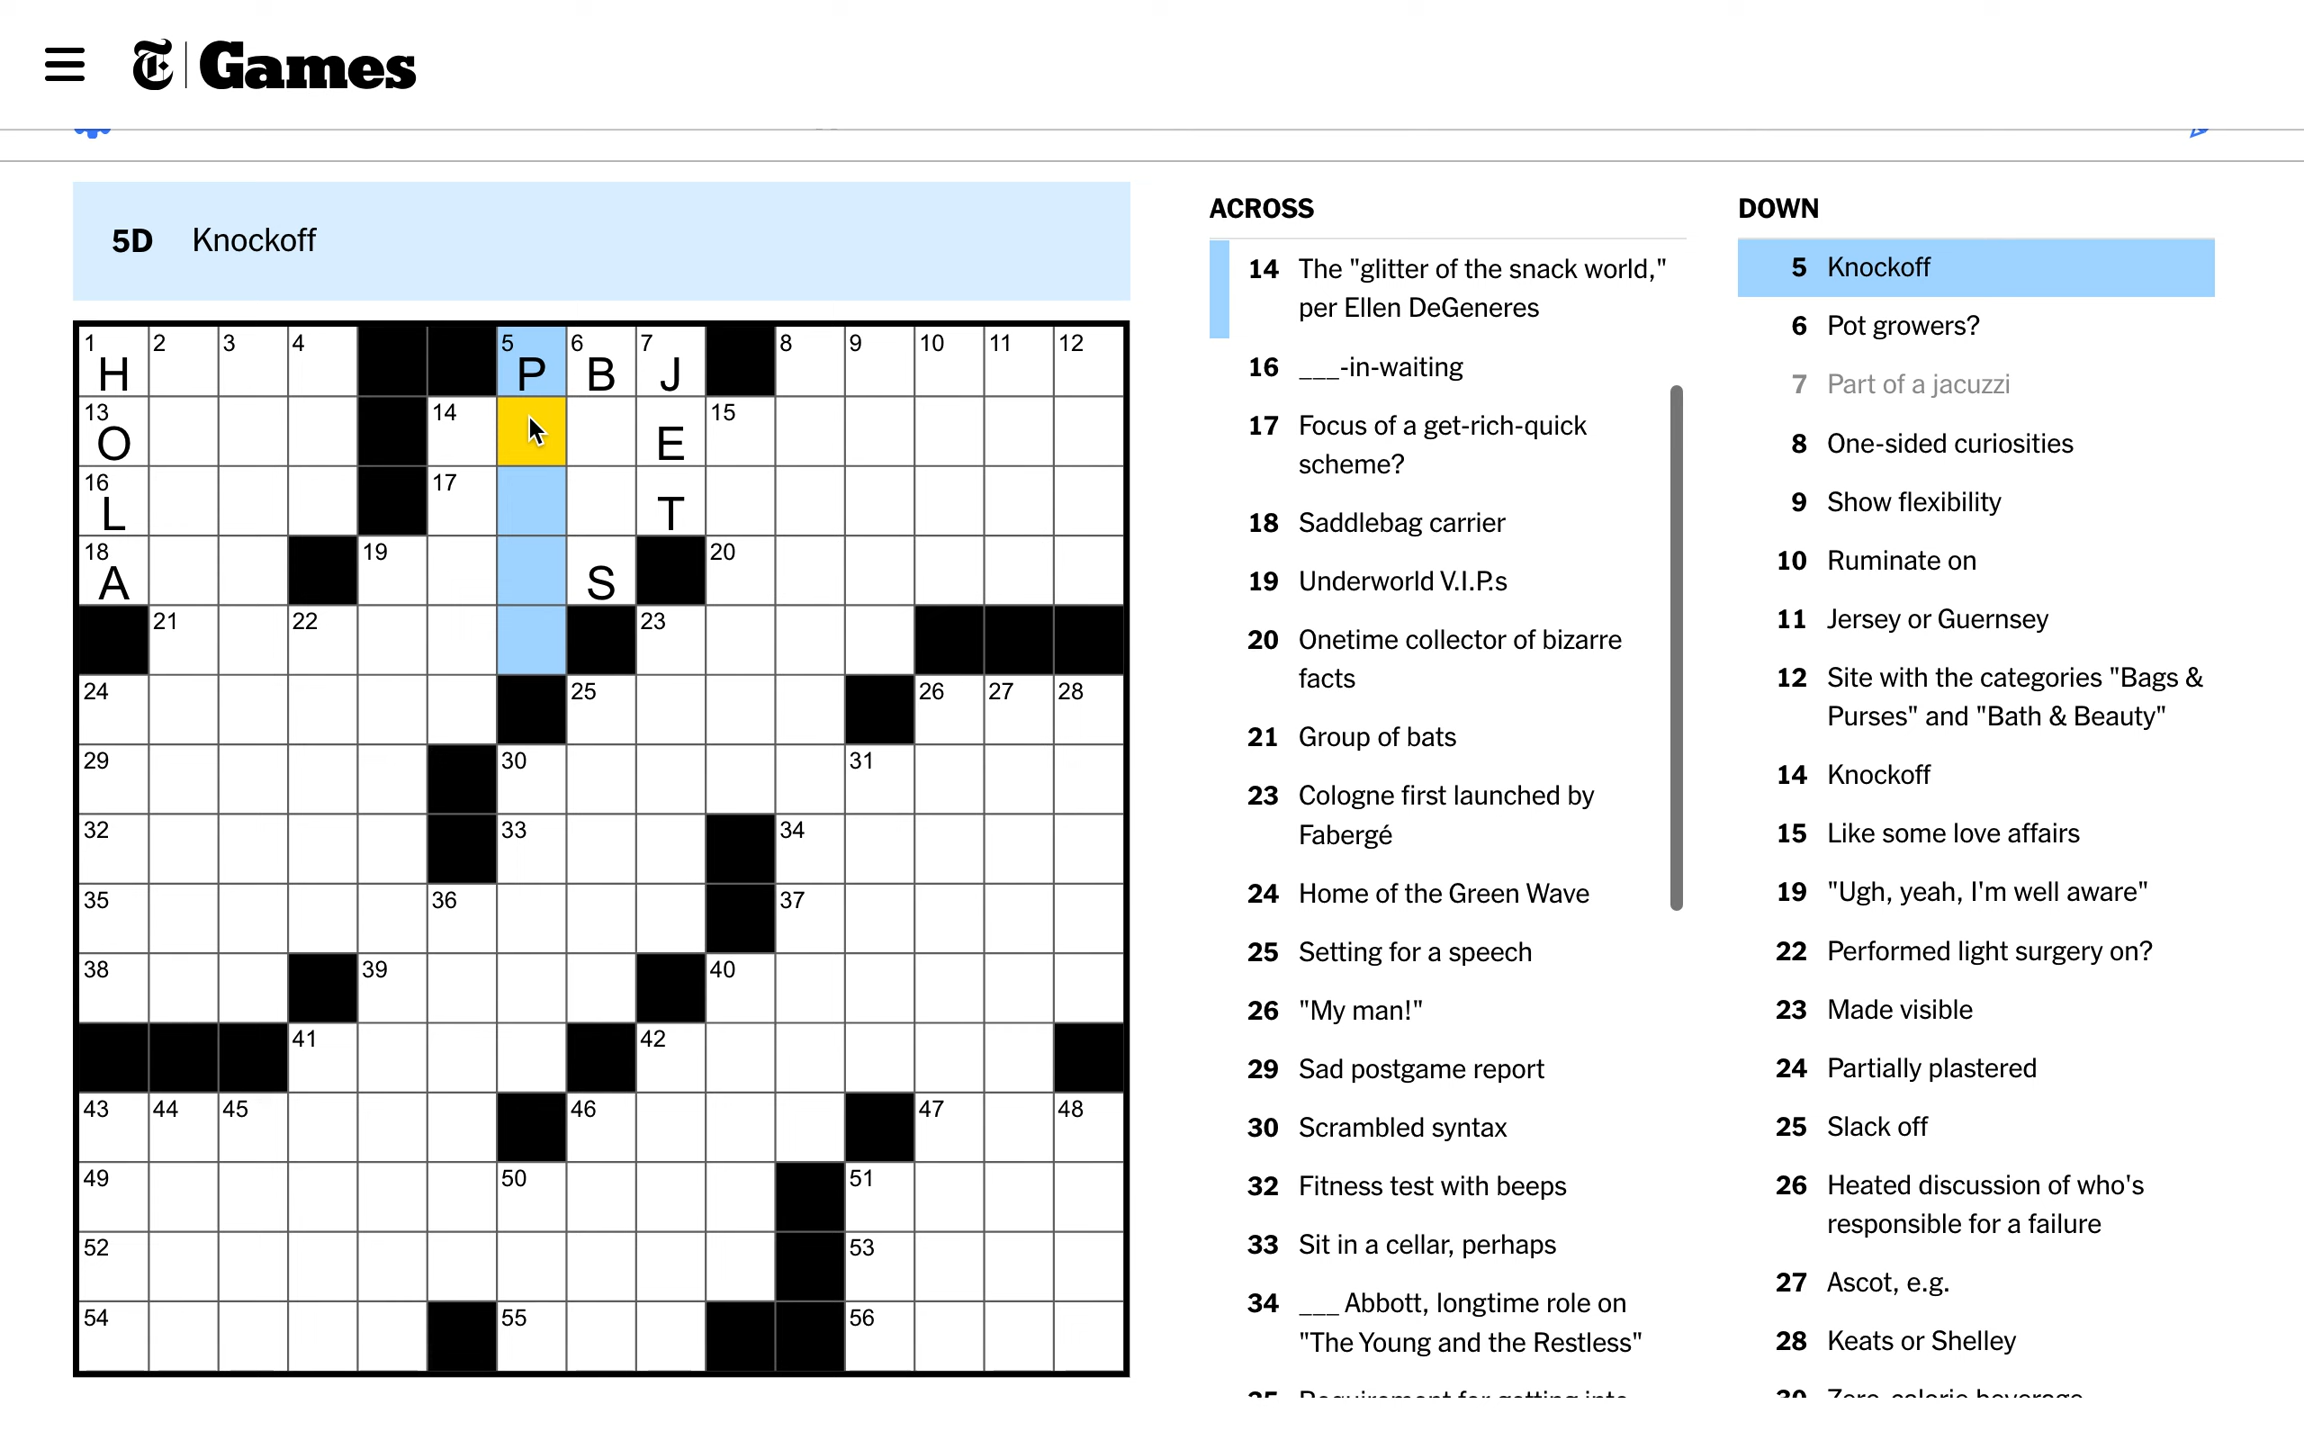 T Games
5D Knockoff
1 2 3 4 5 6 7 8 9 10 11 12
H P B J
13 14 15
O E
16 17
L T
18 19 20
A S
21 22 23
24 25 26 27 28
29 30 31
32 33 34
35 36 37
38 39 40
41 42
43 44 45 46 47 48
49 50 51
52 53
54 55 56
ACROSS
14 The "glitter of the snack world,"
per Ellen DeGeneres
16 ___-in-waiting
17 Focus of a get-rich-quick
scheme?
18 Saddlebag carrier
19 Underworld V.I.P.s
20 Onetime collector of bizarre
facts
21 Group of bats
23 Cologne first launched by
Fabergé
24 Home of the Green Wave
25 Setting for a speech
26 "My man!"
29 Sad postgame report
30 Scrambled syntax
32 Fitness test with beeps
33 Sit in a cellar, perhaps
34 ___ Abbott, longtime role on
"The Young and the Restless"
35 Requirement for getting into
DOWN
5 Knockoff
6 Pot growers?
7 Part of a jacuzzi
8 One-sided curiosities
9 Show flexibility
10 Ruminate on
11 Jersey or Guernsey
12 Site with the categories "Bags &
Purses" and "Bath & Beauty"
14 Knockoff
15 Like some love affairs
19 "Ugh, yeah, I'm well aware"
22 Performed light surgery on?
23 Made visible
24 Partially plastered
25 Slack off
26 Heated discussion of who's
responsible for a failure
27 Ascot, e.g.
28 Keats or Shelley
30 Zero-calorie beverage